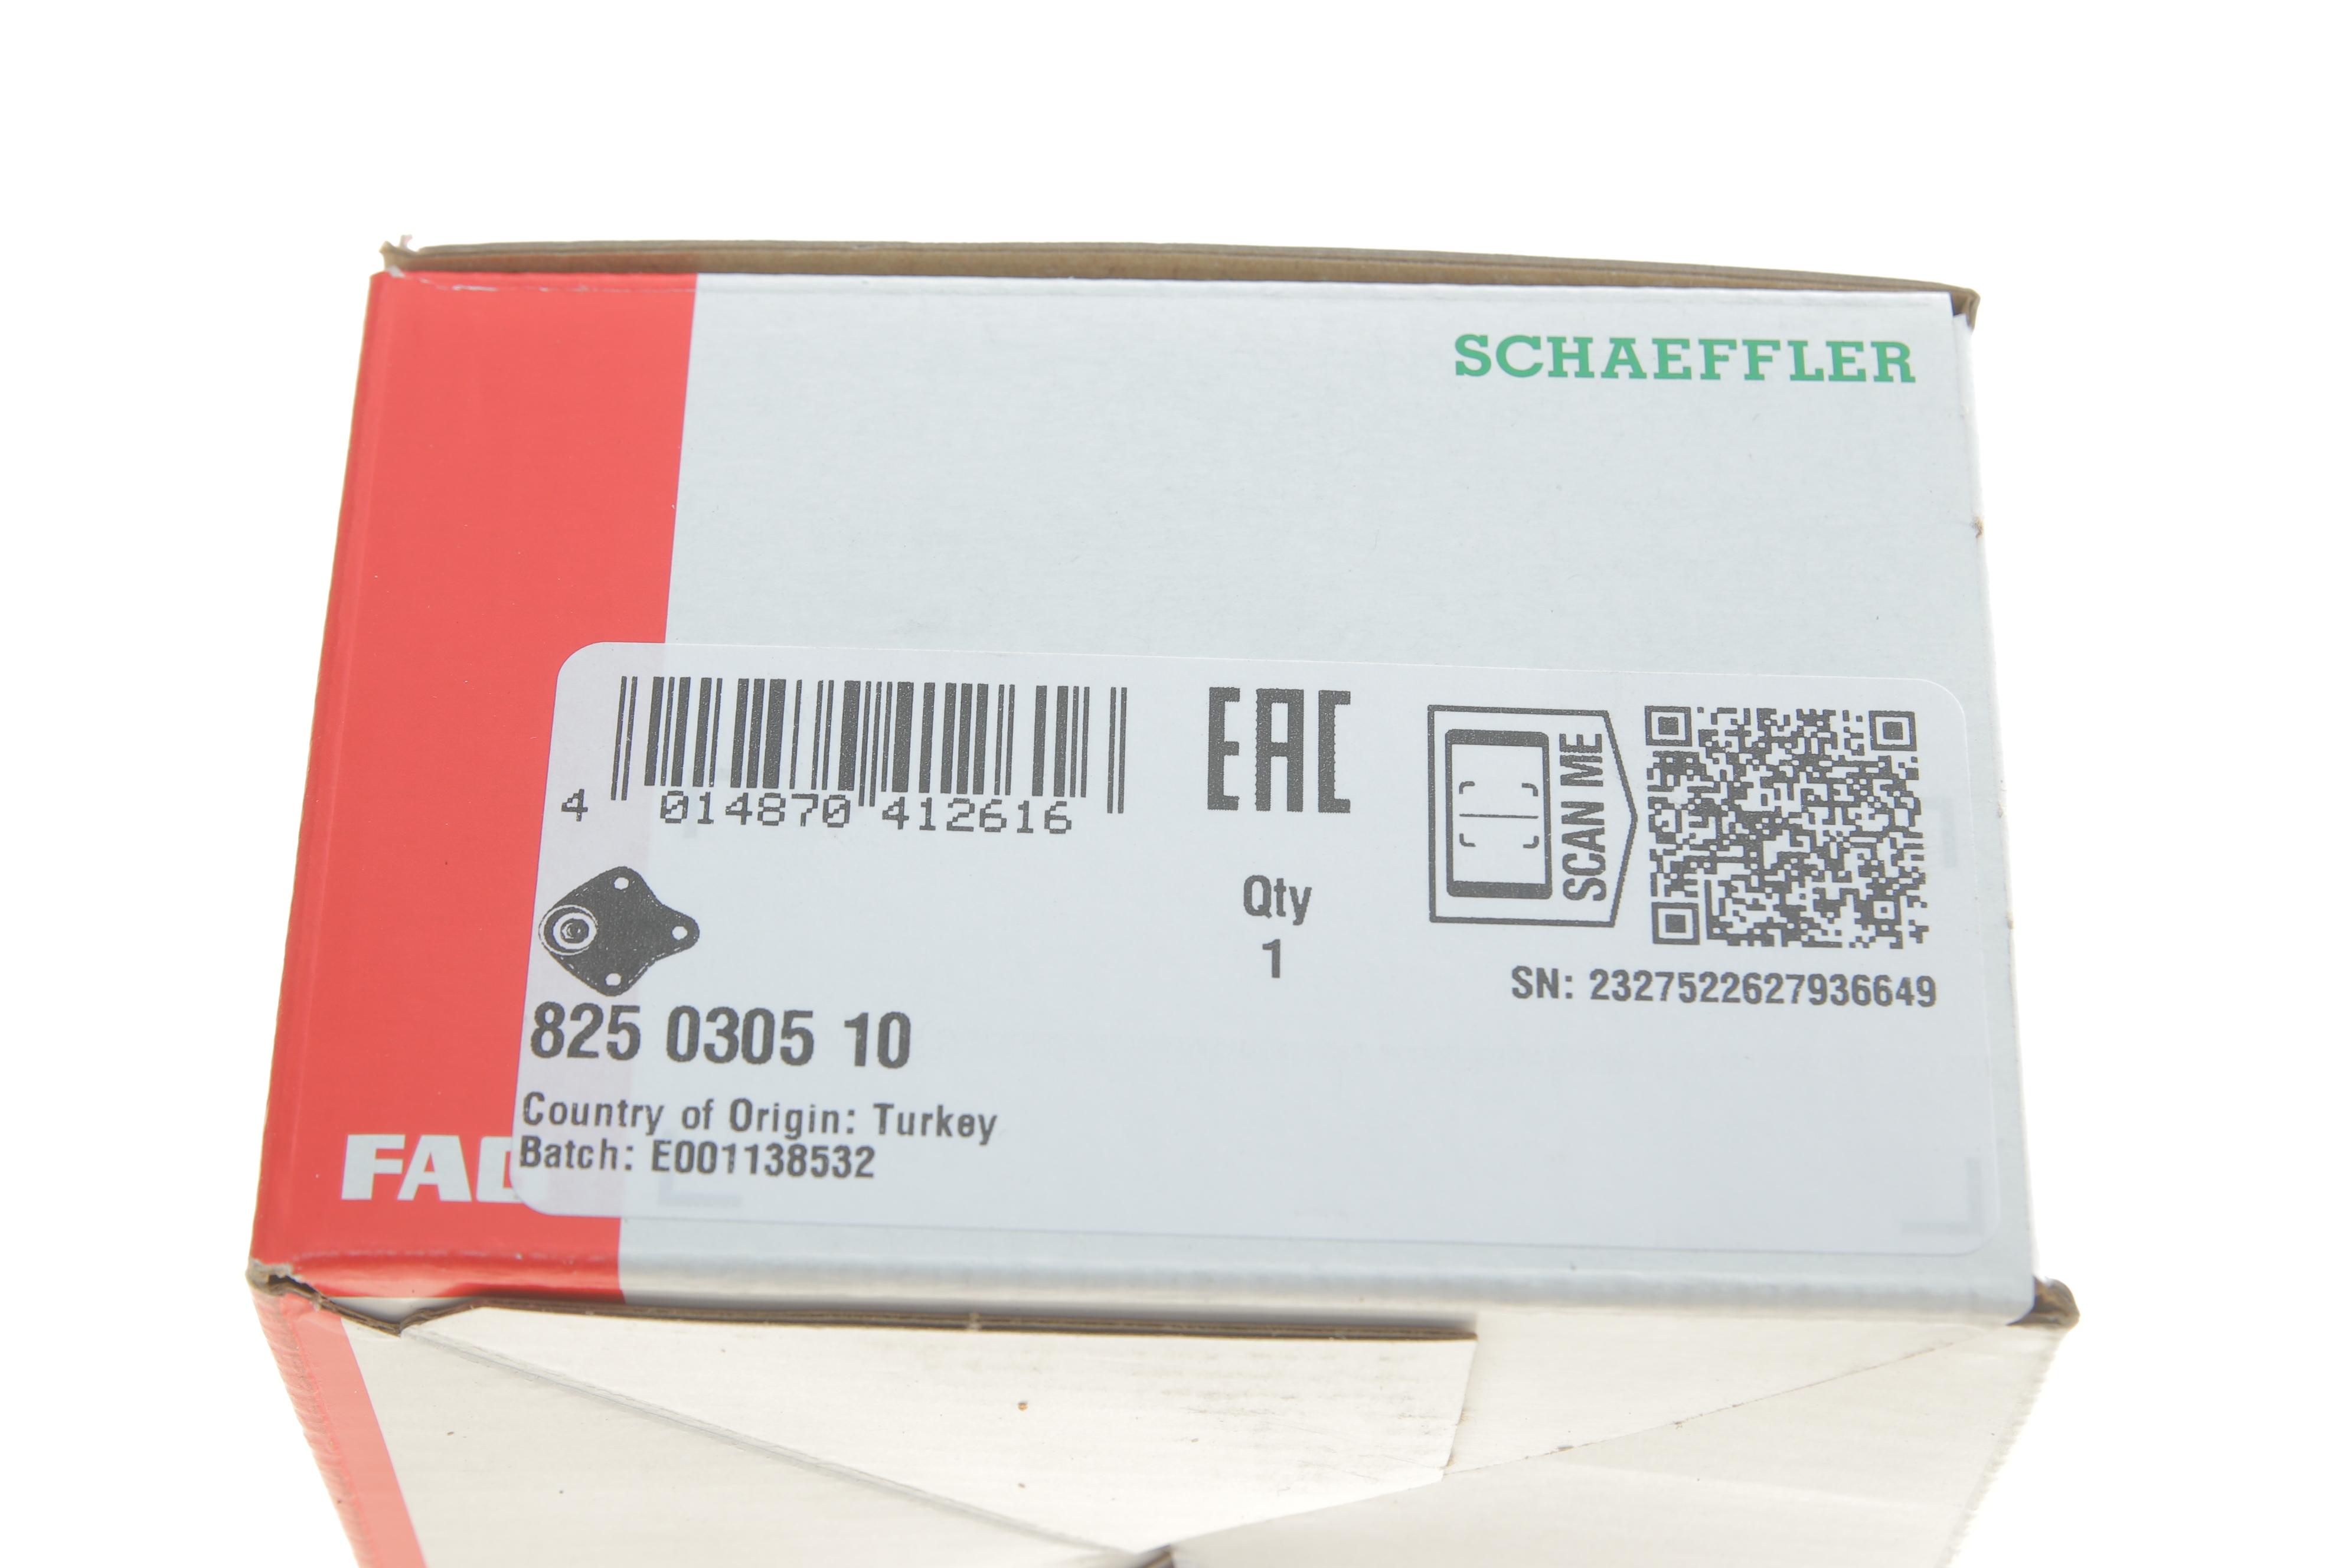 SCHAEFFLER
4 014870 412616
EAC
SCAN ME
Qty
1
SN: 2327522627936649
825 0305 10
Country of Origin: Turkey
Batch: E001138532
FAG